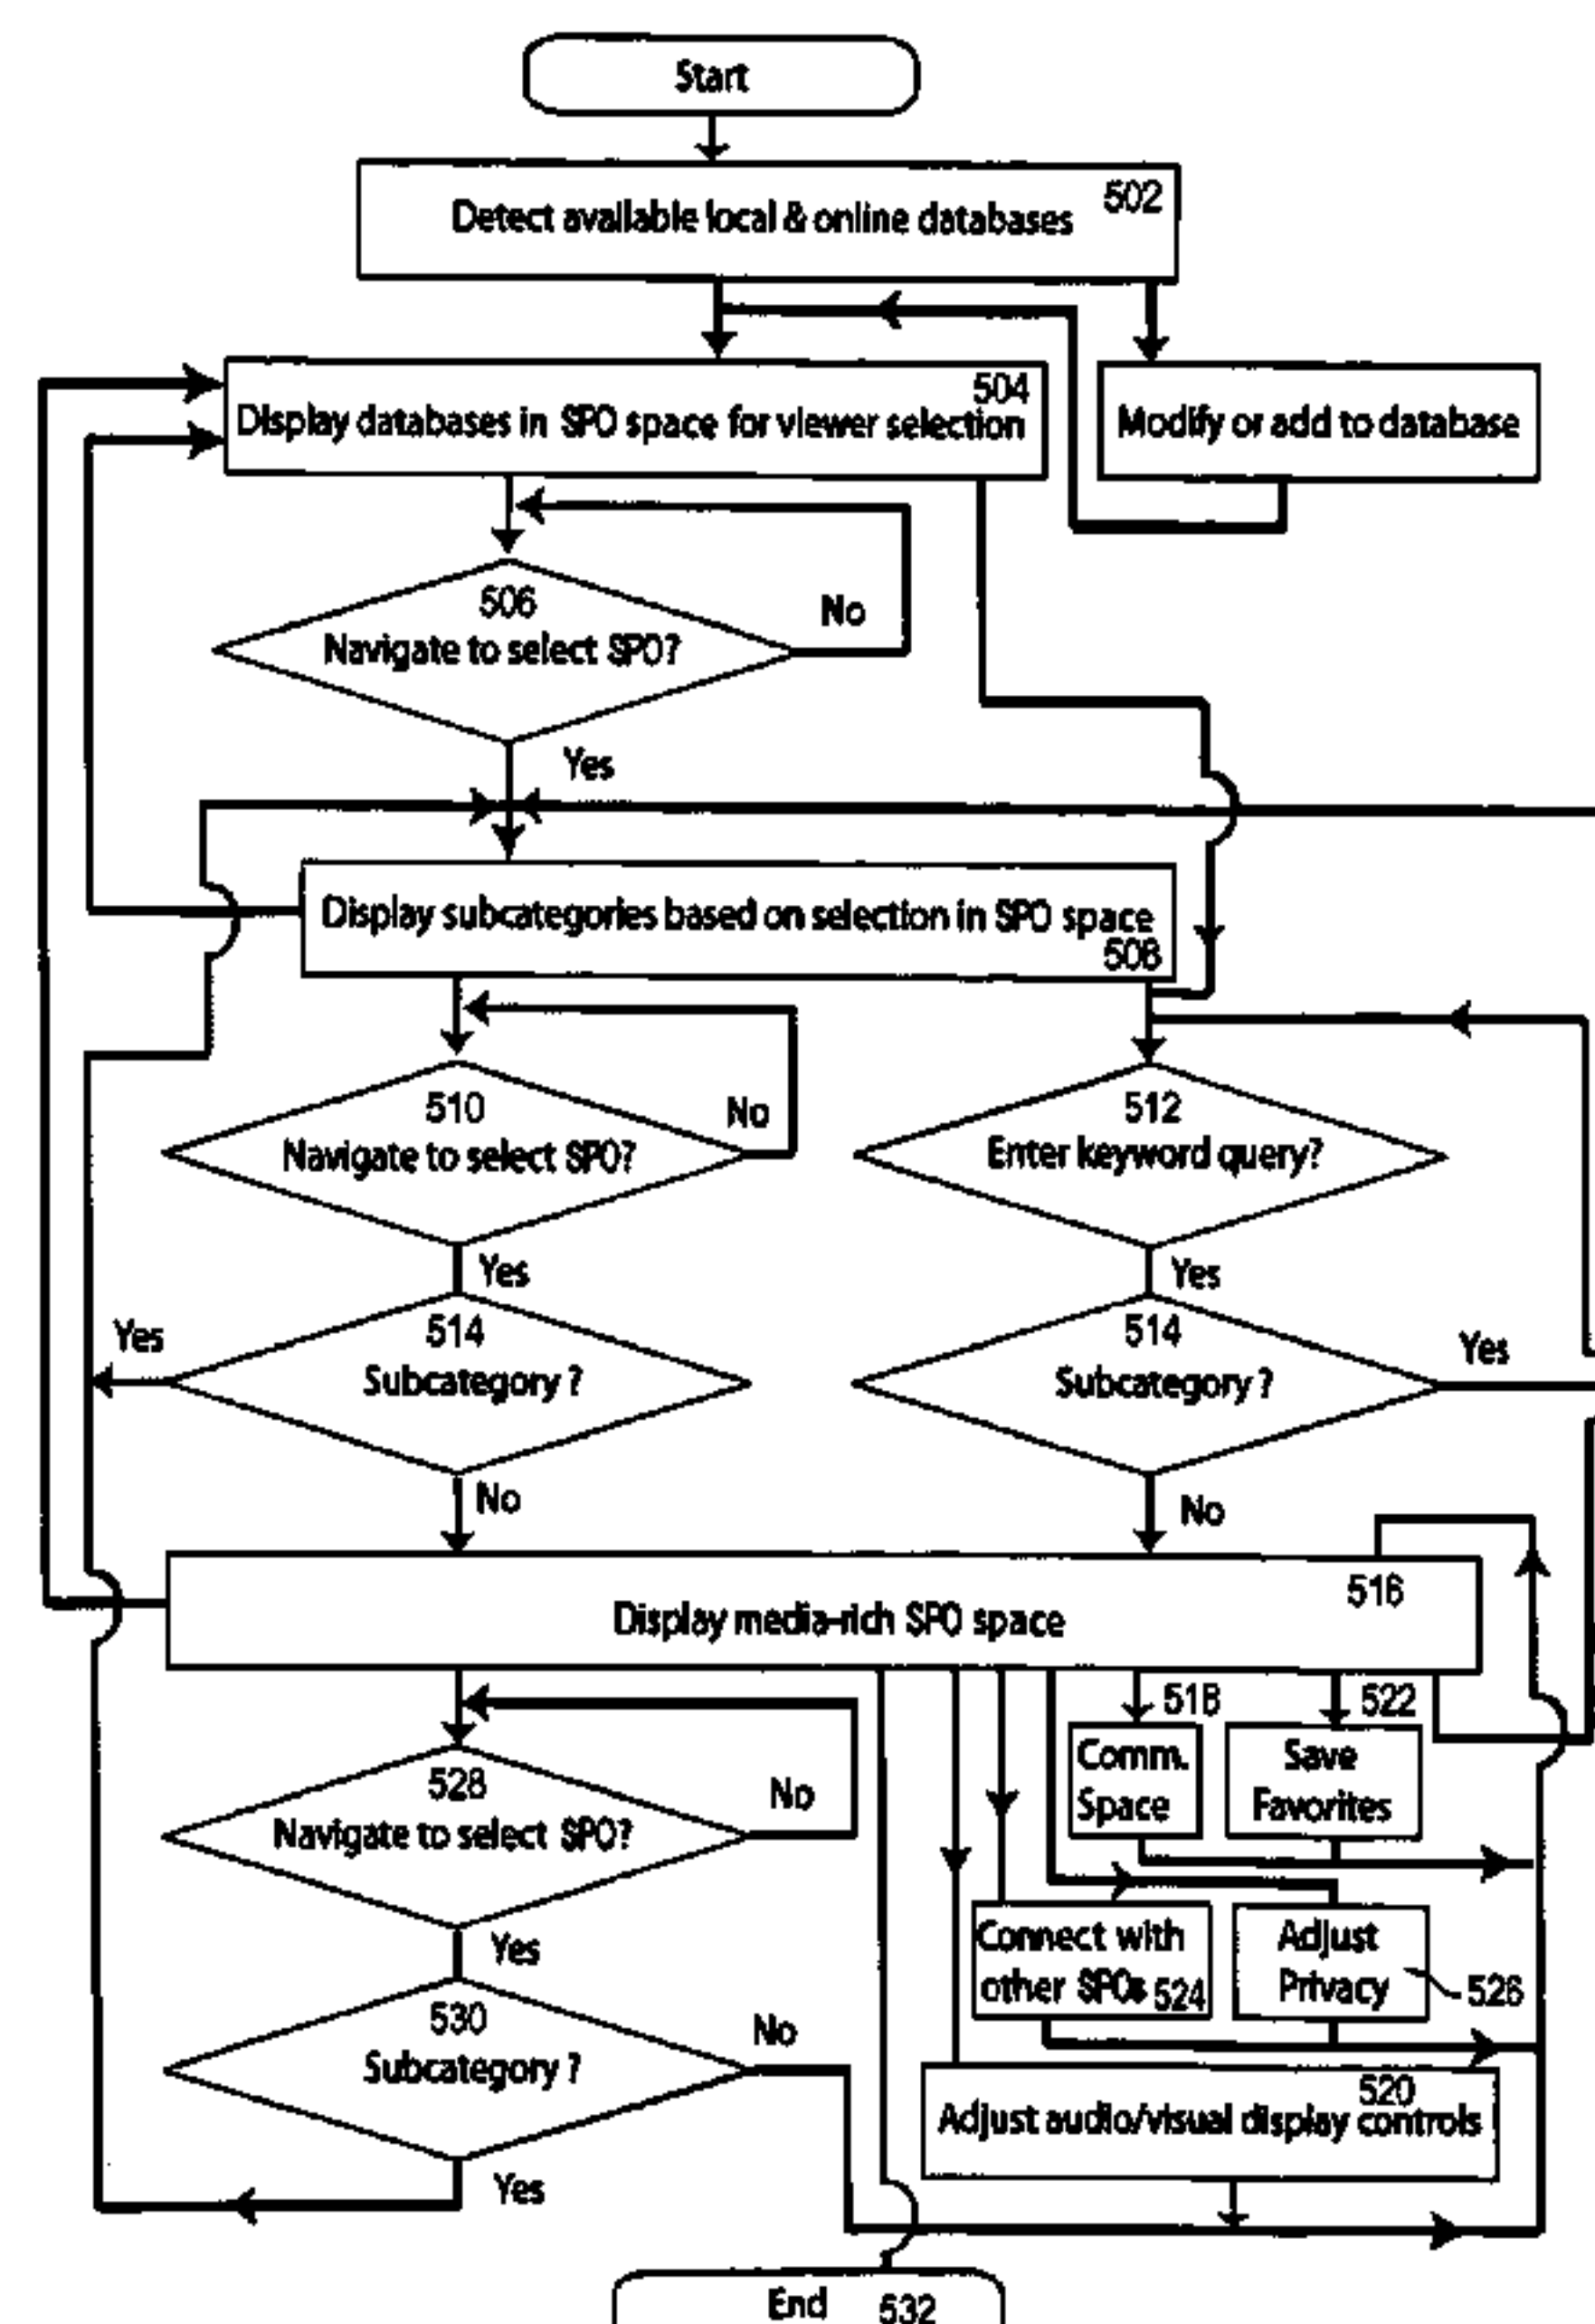 Start
502
Detect available local & online databases
504
Display databases in SPO space for viewer selection
Modify or add to database
506
Navigate to select SPO?
No
Yes
Display subcategories based on selection in SPO space
508
510
Navigate to select SPO?
No
512
Enter keyword query?
Yes
Yes
514
Subcategory ?
Yes
514
Subcategory ?
Yes
No
No
516
Display media-rich SPO space
518
522
Comm.
Space
Save
Favorites
528
Navigate to select SPO?
No
Yes
Connect with
other SPOs 524
Adjust
Privacy
526
530
Subcategory ?
No
Yes
520
Adjust audio/visual display controls
End
532